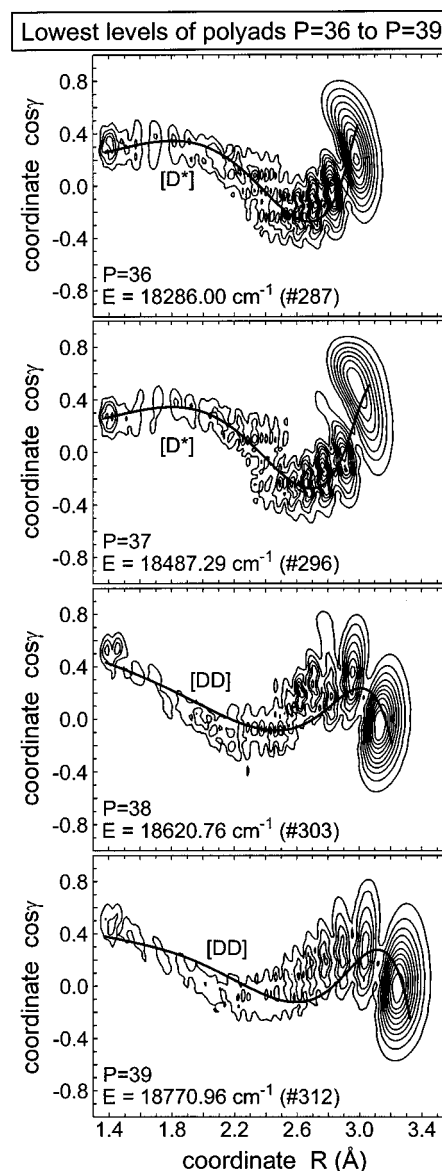 Lowest levels of polyads P=36 to P=39
0.8
0.4
0.0
-0.4
-0.8
coordinate cosγ
[D*]
P=36
E = 18286.00 cm⁻¹ (#287)
0.8
0.4
0.0
-0.4
-0.8
coordinate cosγ
[D*]
P=37
E = 18487.29 cm⁻¹ (#296)
0.8
0.4
0.0
-0.4
-0.8
coordinate cosγ
[DD]
P=38
E = 18620.76 cm⁻¹ (#303)
0.8
0.4
0.0
-0.4
-0.8
coordinate cosγ
[DD]
P=39
E = 18770.96 cm⁻¹ (#312)
1.4 1.8 2.2 2.6 3.0 3.4
coordinate R (Å)